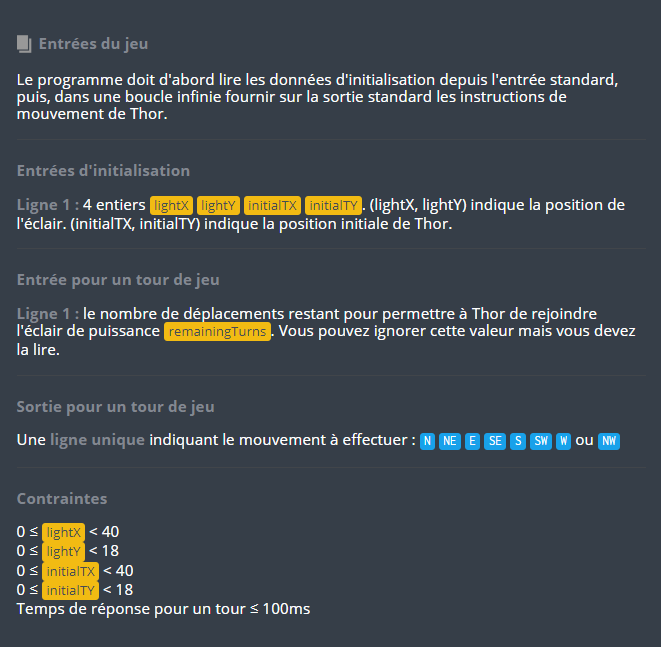 Entrées du jeu
Le programme doit d'abord lire les données d'initialisation depuis l'entrée standard,
puis, dans une boucle infinie fournir sur la sortie standard les instructions de
mouvement de Thor.
Entrées d'initialisation
Ligne 1 : 4 entiers lightX lightY initialTX initialTY. (lightX, lightY) indique la position de
l'éclair. (initialTX, initialTY) indique la position initiale de Thor.
Entrée pour un tour de jeu
Ligne 1 : le nombre de déplacements restant pour permettre à Thor de rejoindre
l'éclair de puissance remainingTurns. Vous pouvez ignorer cette valeur mais vous devez
la lire.
Sortie pour un tour de jeu
Une ligne unique indiquant le mouvement à effectuer : N NE E SE S SW W ou NW
Contraintes
0 ≤ lightX < 40
0 ≤ lightY < 18
0 ≤ initialTX < 40
0 ≤ initialTY < 18
Temps de réponse pour un tour ≤ 100ms